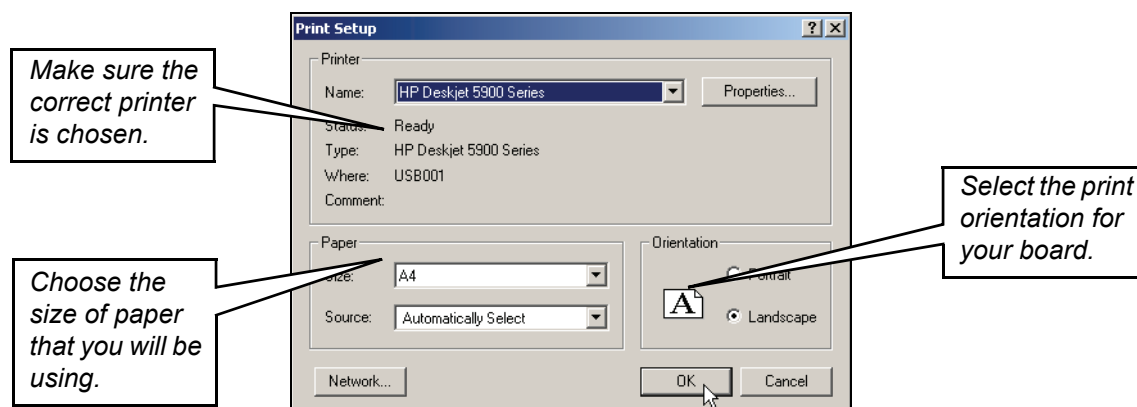 Print Setup
Make sure the
correct printer
is chosen.
Printer
Name: HP Deskjet 5900 Series Properties...
Status: Ready
Type: HP Deskjet 5900 Series
Where: USB001
Comment:
Select the print
orientation for
your board.
Choose the
size of paper
that you will be
using.
Paper
Size: A4
Source: Automatically Select
Orientation
Portrait
A
Landscape
Network... OK Cancel